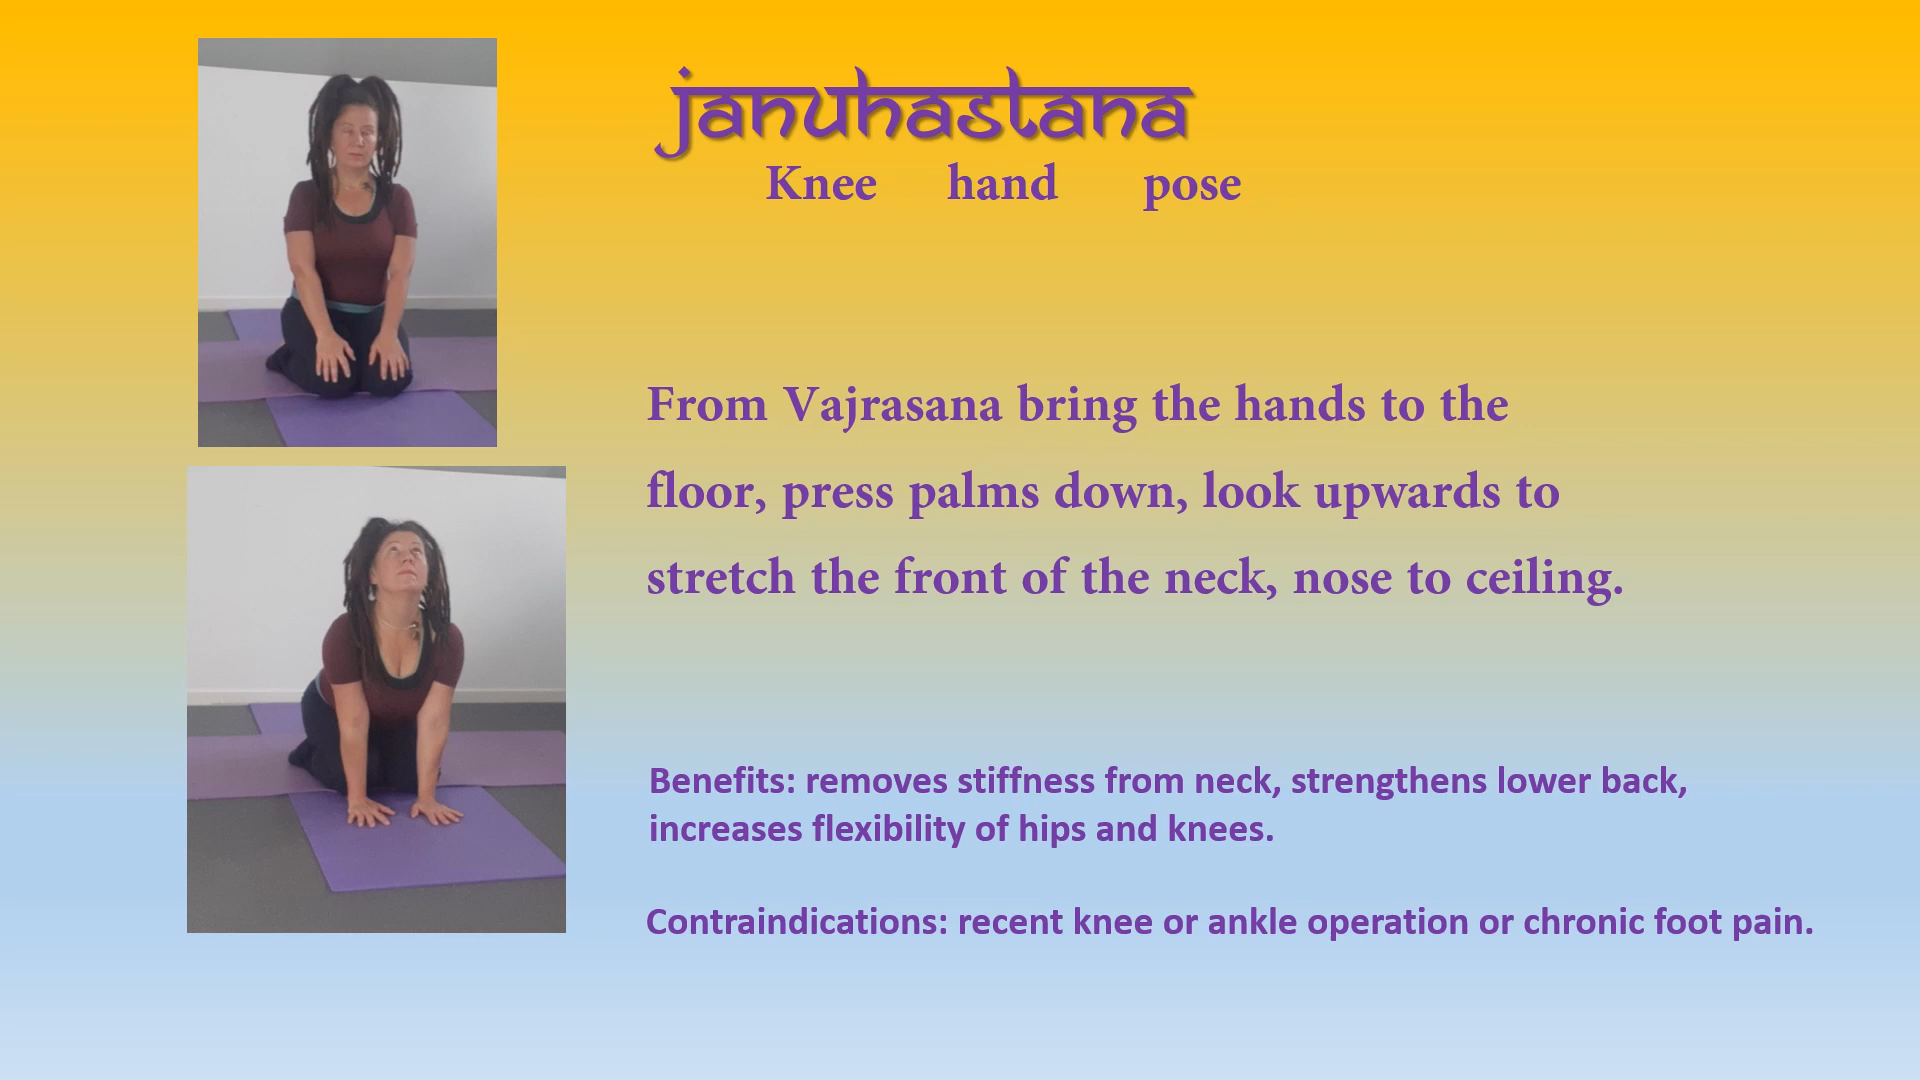 januhastana
Knee hand pose
From Vajrasana bring the hands to the
floor, press palms down, look upwards to
stretch the front of the neck, nose to ceiling.
Benefits: removes stiffness from neck, strengthens lower back,
increases flexibility of hips and knees.
Contraindications: recent knee or ankle operation or chronic foot pain.